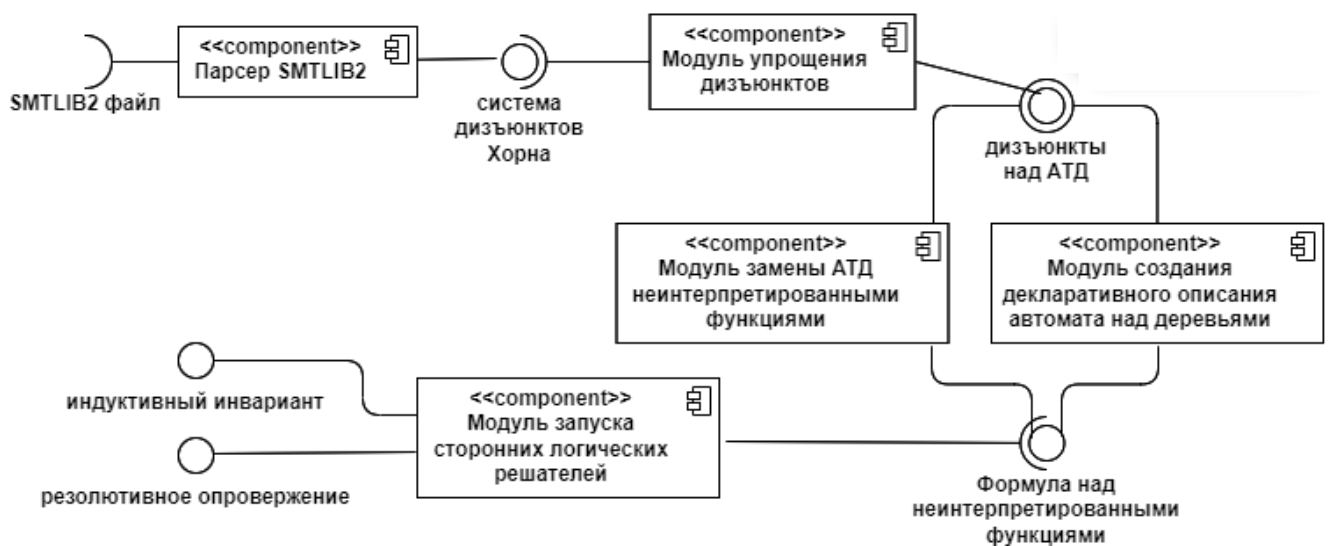 <<component>>
Парсер SMTLIB2
SMTLIB2 файл
система
дизъюнктов
Хорна
<<component>>
Модуль упрощения
дизъюнктов
дизъюнкты
над АТД
<<component>>
Модуль замены АТД
неинтерпретированными
функциями
<<component>>
Модуль создания
декларативного описания
автомата над деревьями
индуктивный инвариант
резолютивное опровержение
<<component>>
Модуль запуска
сторонних логических
решателей
Формула над
неинтерпретированными
функциями